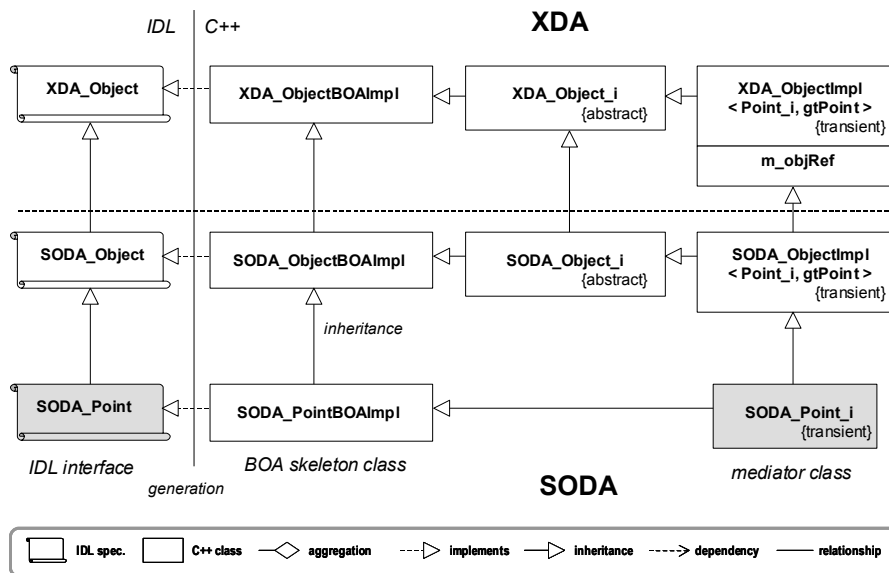 IDL
C++
XDA
XDA_Object
XDA_ObjectBOAImpl
XDA_Object_i
{abstract}
XDA_ObjectImpl
< Point_i, gtPoint >
{transient}
m_objRef
SODA_Object
SODA_ObjectBOAImpl
SODA_Object_i
{abstract}
SODA_ObjectImpl
< Point_i, gtPoint >
{transient}
inheritance
SODA_Point
SODA_PointBOAImpl
SODA_Point_i
{transient}
IDL interface
BOA skeleton class
mediator class
generation
SODA
IDL spec.
C++ class
aggregation
implements
inheritance
dependency
relationship